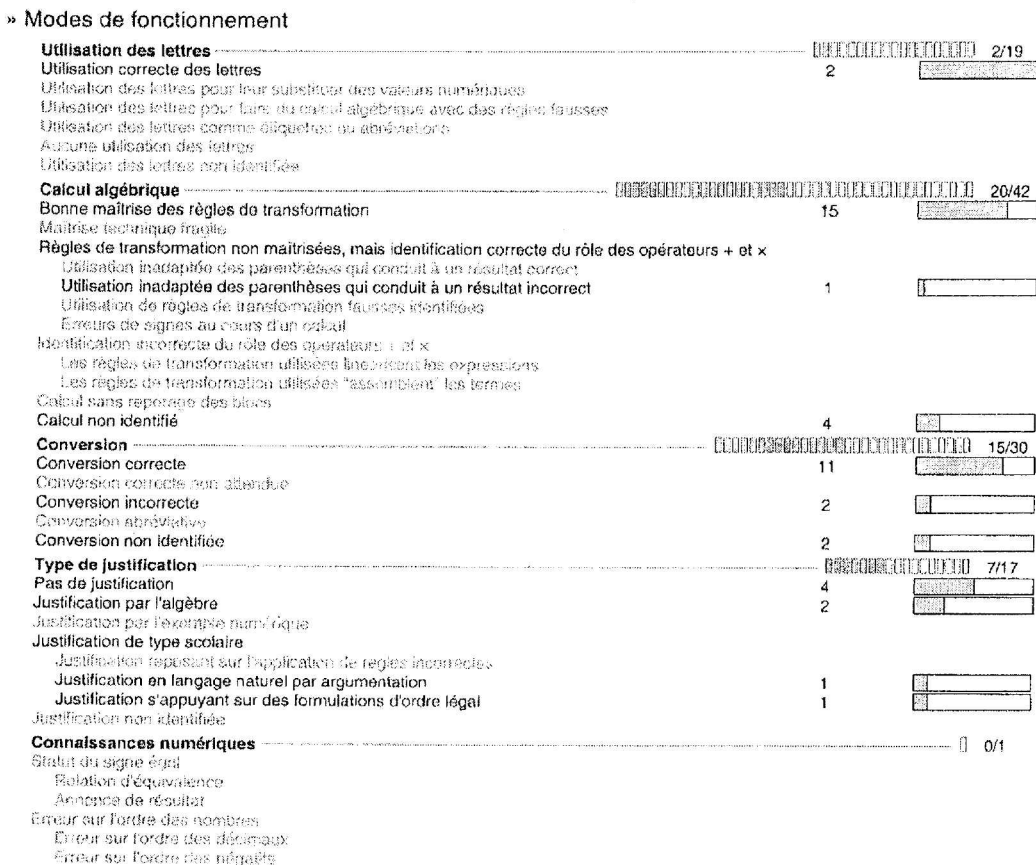 » Modes de fonctionnement
Utilisation des lettres 2/19
Utilisation correcte des lettres 2
Utilisation des lettres pour leur substituer des valeurs numériques
Utilisation des lettres pour faire du calcul algébrique avec des règles fausses
Utilisation des lettres comme étiquettes ou abréviations
Aucune utilisation des lettres
Utilisation des lettres non identifiée
Calcul algébrique 20/42
Bonne maîtrise des règles de transformation 15
Maîtrise technique fragile
Règles de transformation non maîtrisées, mais identification correcte du rôle des opérateurs + et ×
Utilisation inadaptée des parenthèses qui conduit à un résultat correct
Utilisation inadaptée des parenthèses qui conduit à un résultat incorrect 1
Utilisation de règles de transformation fausses identifiées
Erreurs de signes au cours d'un calcul
Identification incorrecte du rôle des opérateurs + et ×
Les règles de transformation utilisées linéarisent les expressions
Les règles de transformation utilisées "assemblent" les termes
Calcul sans reperage des blocs
Calcul non identifié 4
Conversion 15/30
Conversion correcte 11
Conversion correcte non attendue
Conversion incorrecte 2
Conversion abréviative
Conversion non identifiée 2
Type de justification 7/17
Pas de justification 4
Justification par l'algèbre 2
Justification par l'exemple numérique
Justification de type scolaire
Justification reposant sur l'application de regles incorrectes
Justification en langage naturel par argumentation 1
Justification s'appuyant sur des formulations d'ordre légal 1
Justification non identifiée
Connaissances numériques 0/1
Statut du signe égal
Relation d'équivalence
Annonce de résultat
Erreur sur l'ordre des nombres
Erreur sur l'ordre des décimaux
Erreur sur l'ordre des négatifs